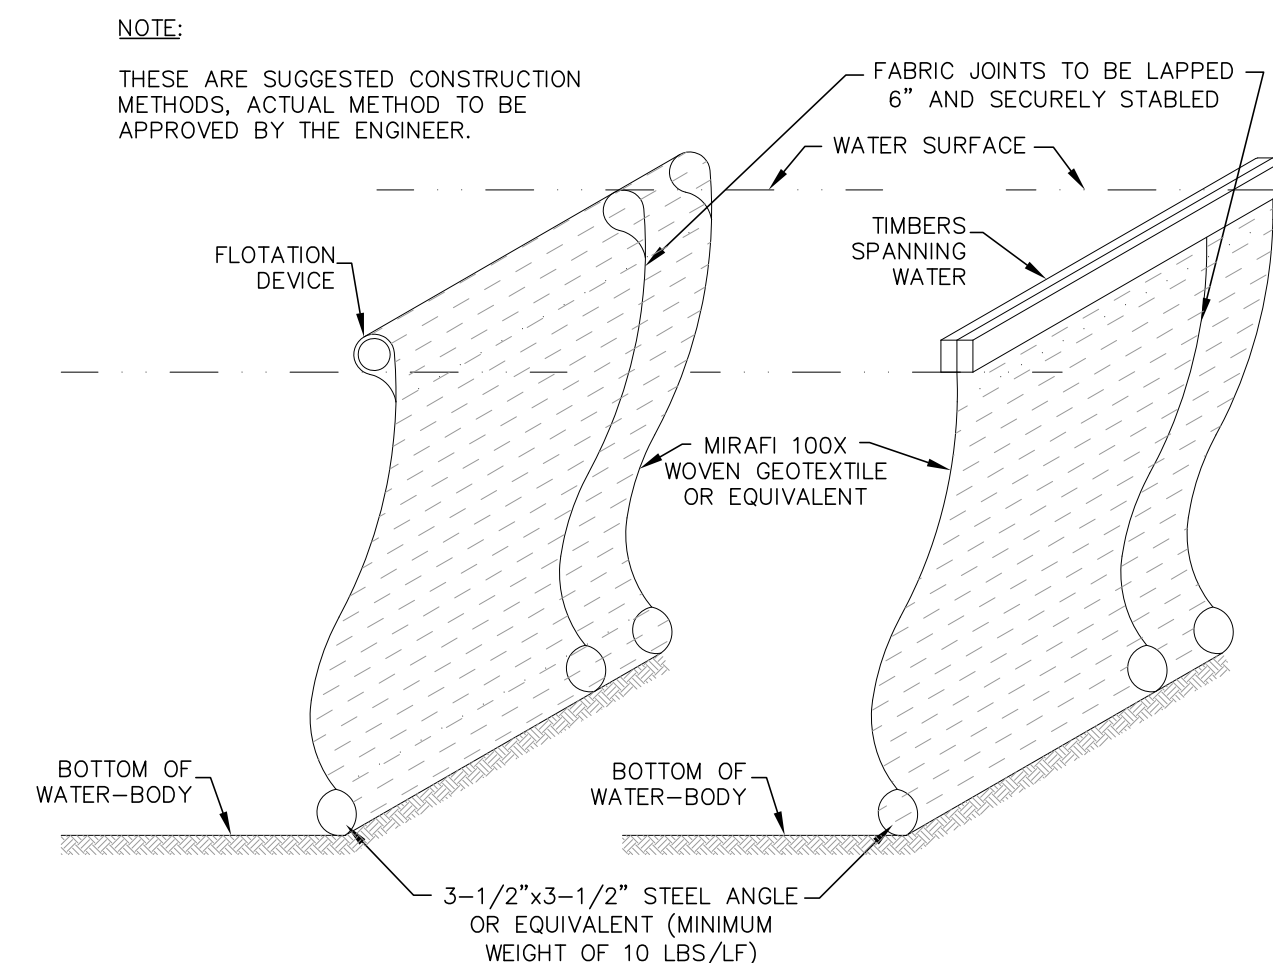 NOTE:
THESE ARE SUGGESTED CONSTRUCTION
METHODS, ACTUAL METHOD TO BE
APPROVED BY THE ENGINEER.
FABRIC JOINTS TO BE LAPPED
6” AND SECURELY STABLED
WATER SURFACE
TIMBERS
SPANNING
WATER
FLOTATION
DEVICE
MIRAFI 100X
WOVEN GEOTEXTILE
OR EQUIVALENT
BOTTOM OF
WATER–BODY
BOTTOM OF
WATER–BODY
3–1/2”x3–1/2” STEEL ANGLE
OR EQUIVALENT (MINIMUM
WEIGHT OF 10 LBS/LF)